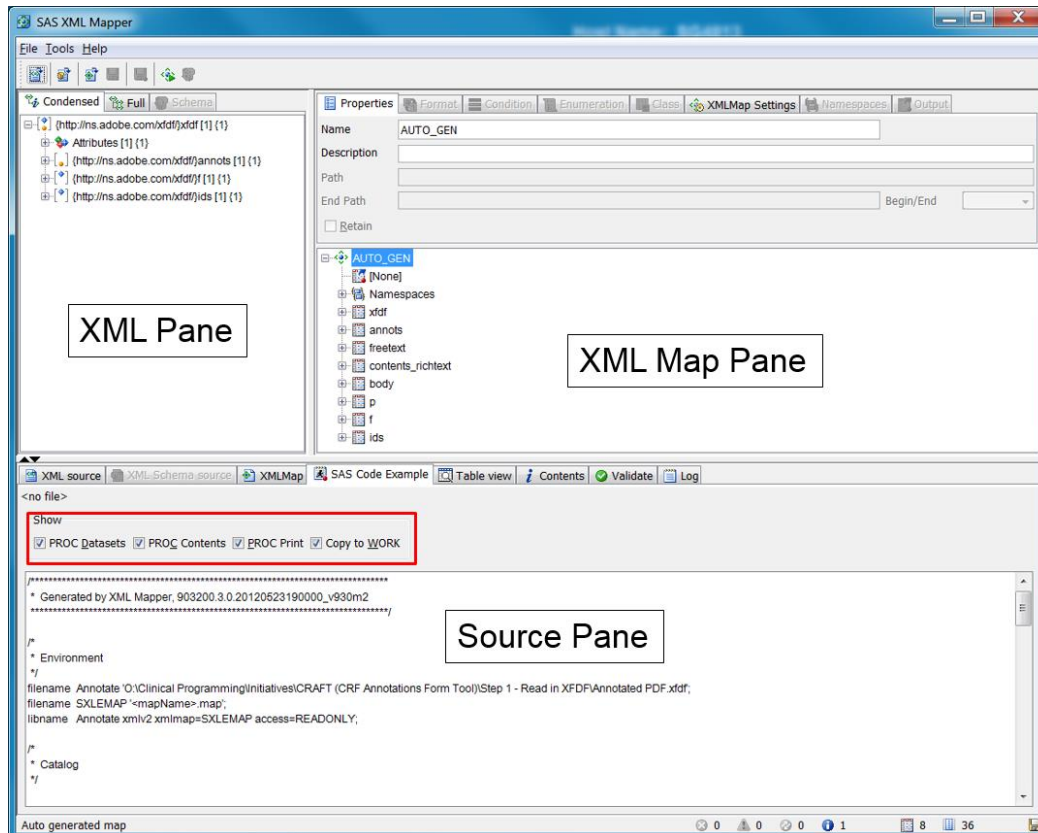 SAS XML Mapper
File Tools Help
Condensed Full Schema
{http://ns.adobe.com/xfdf/}xfdf [1] {1}
Attributes [1] {1}
{http://ns.adobe.com/xfdf/}annots [1] {1}
{http://ns.adobe.com/xfdf/}f [1] {1}
{http://ns.adobe.com/xfdf/}ids [1] {1}
XML Pane
Properties Format Condition Enumeration Class XMLMap Settings Namespaces Output
Name AUTO_GEN
Description
Path
End Path Begin/End
Retain
AUTO_GEN
[None]
Namespaces
xfdf
annots
freetext
contents_richtext
body
p
f
ids
XML Map Pane
XML source XML Schema source XMLMap SAS Code Example Table view Contents Validate Log
<no file>
Show
PROC Datasets PROC Contents PROC Print Copy to WORK
/********************************************************************************
* Generated by XML Mapper, 903200.3.0.20120523190000_v930m2
********************************************************************************/
/*
* Environment
*/
filename Annotate 'O:\Clinical Programming\Initiatives\CRAFT (CRF Annotations Form Tool)\Step 1 - Read in XFDF\Annotated PDF.xfdf';
filename SXLEMAP '<mapName>.map';
libname Annotate xmlv2 xmlmap=SXLEMAP access=READONLY;
/*
* Catalog
*/
Source Pane
Auto generated map 0 0 0 1 8 36